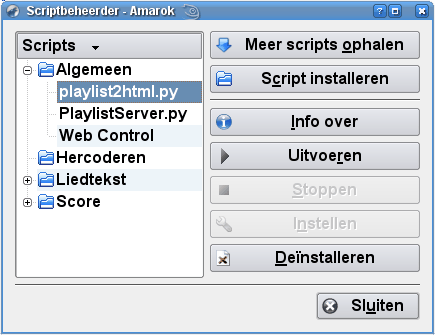 Scriptbeheerder - Amarok
Scripts
Algemeen
playlist2html.py
PlaylistServer.py
Web Control
Hercoderen
Liedtekst
Score
Meer scripts ophalen
Script installeren
Info over
Uitvoeren
Stoppen
Instellen
Deïnstalleren
Sluiten